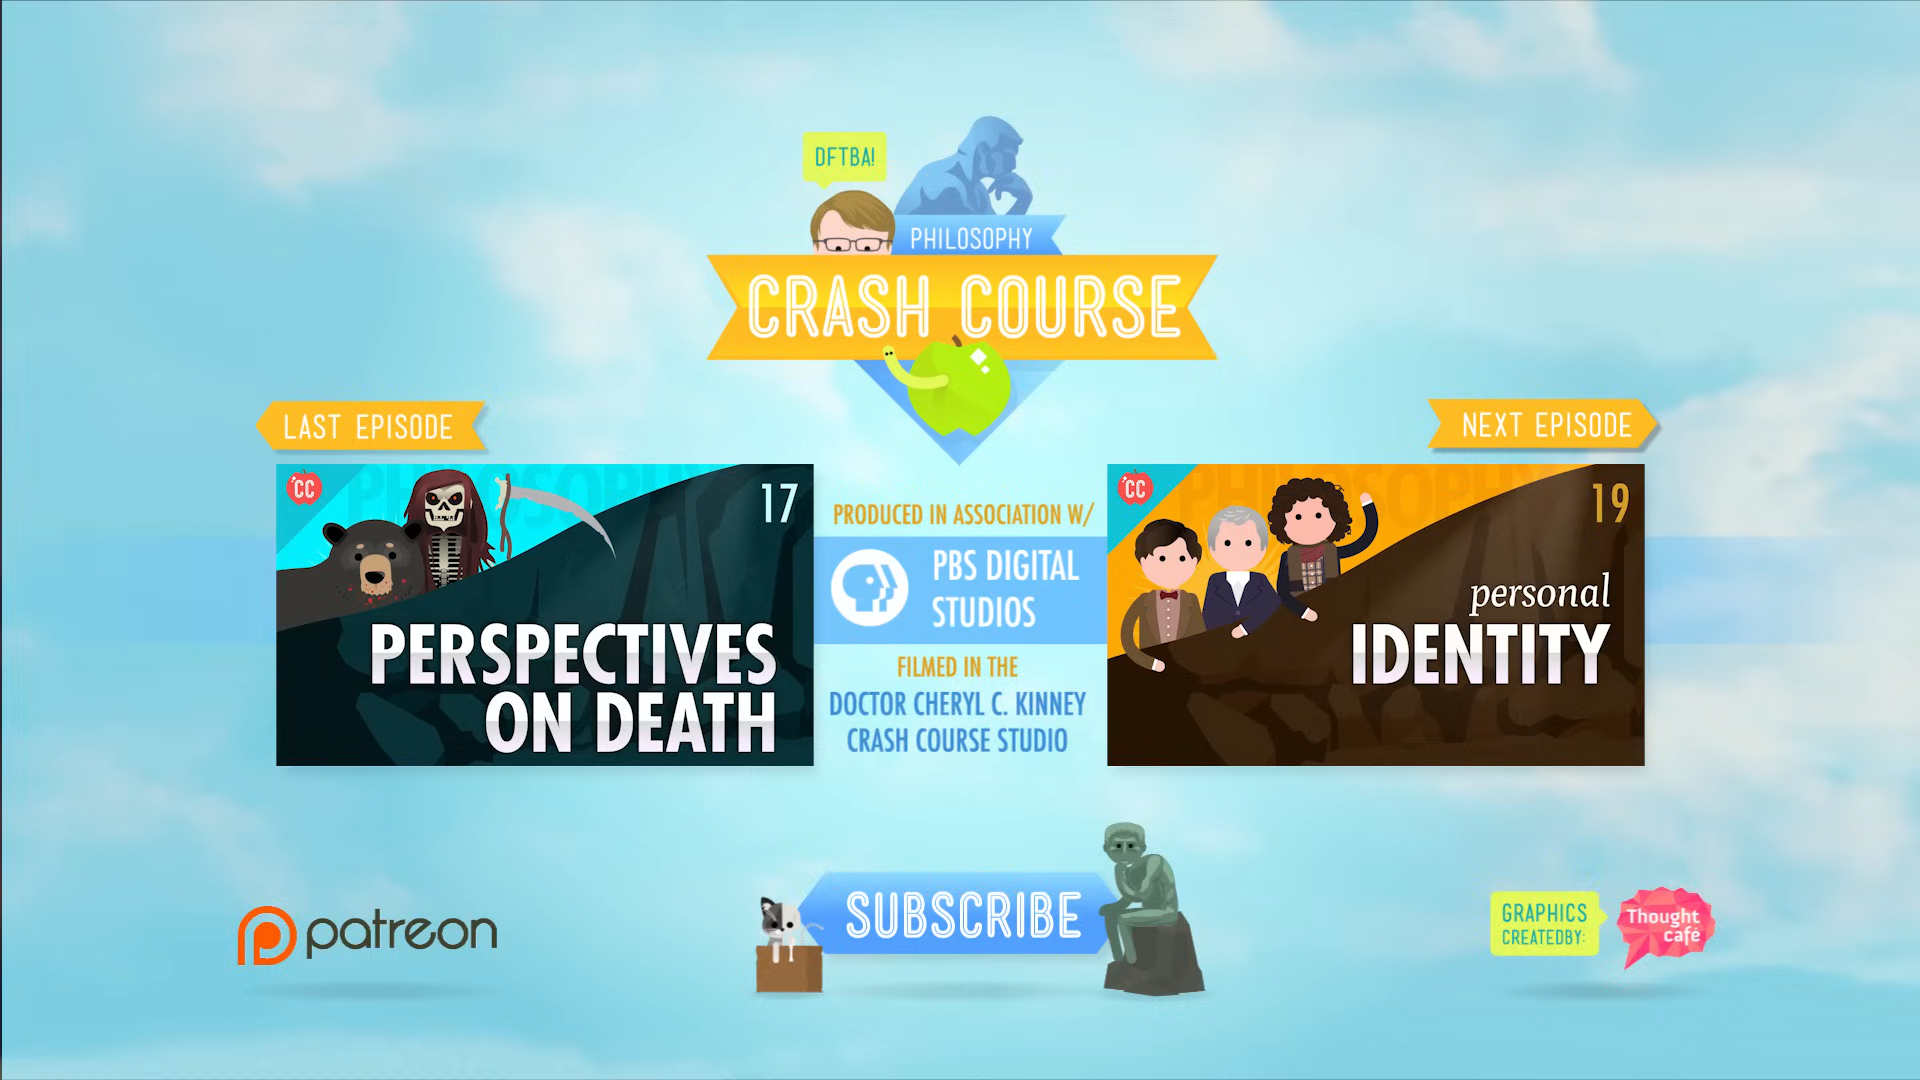 DFTBA!
PHILOSOPHY
CRASH COURSE
LAST EPISODE
NEXT EPISODE
CC
PHILOSOPHY
17
PERSPECTIVES
ON DEATH
PRODUCED IN ASSOCIATION W/
PBS DIGITAL
STUDIOS
FILMED IN THE
DOCTOR CHERYL C. KINNEY
CRASH COURSE STUDIO
CC
PHILOSOPHY
19
personal
IDENTITY
patreon
SUBSCRIBE
GRAPHICS
CREATEDBY:
Thought
café